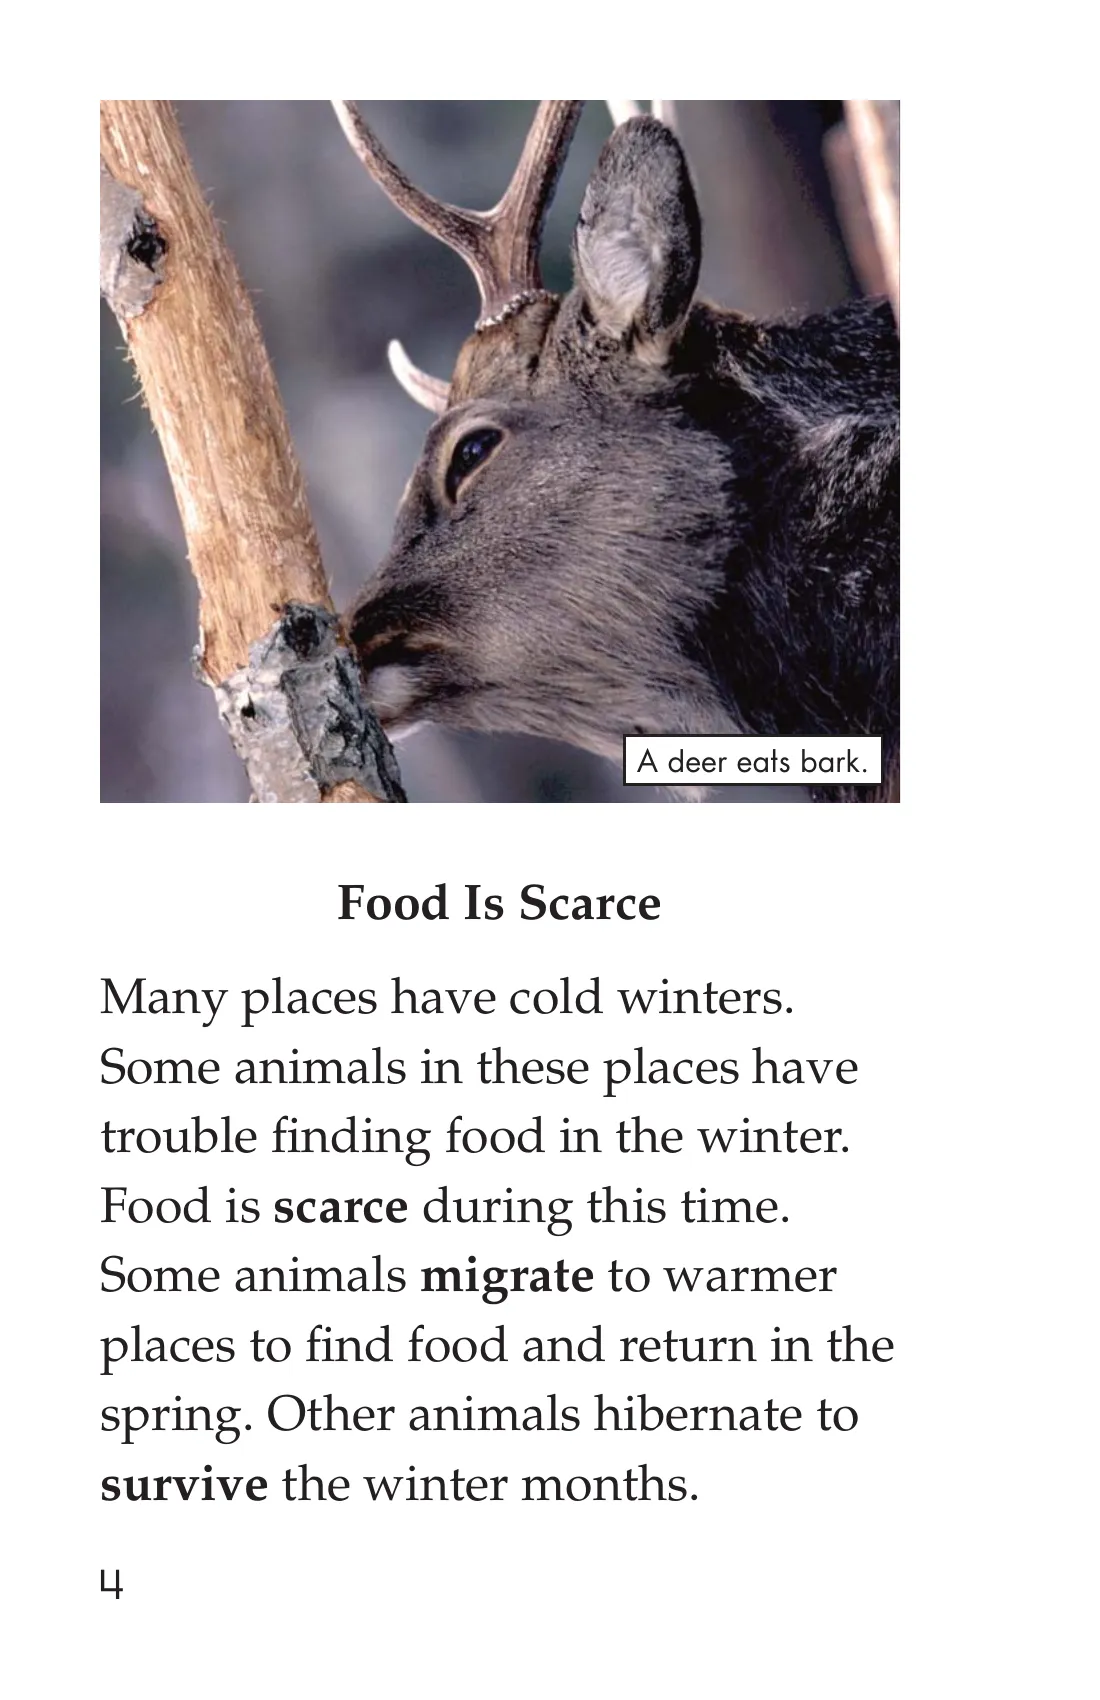 A deer eats bark.
Food Is Scarce
Many places have cold winters.
Some animals in these places have
trouble finding food in the winter.
Food is scarce during this time.
Some animals migrate to warmer
places to find food and return in the
spring. Other animals hibernate to
survive the winter months.
4